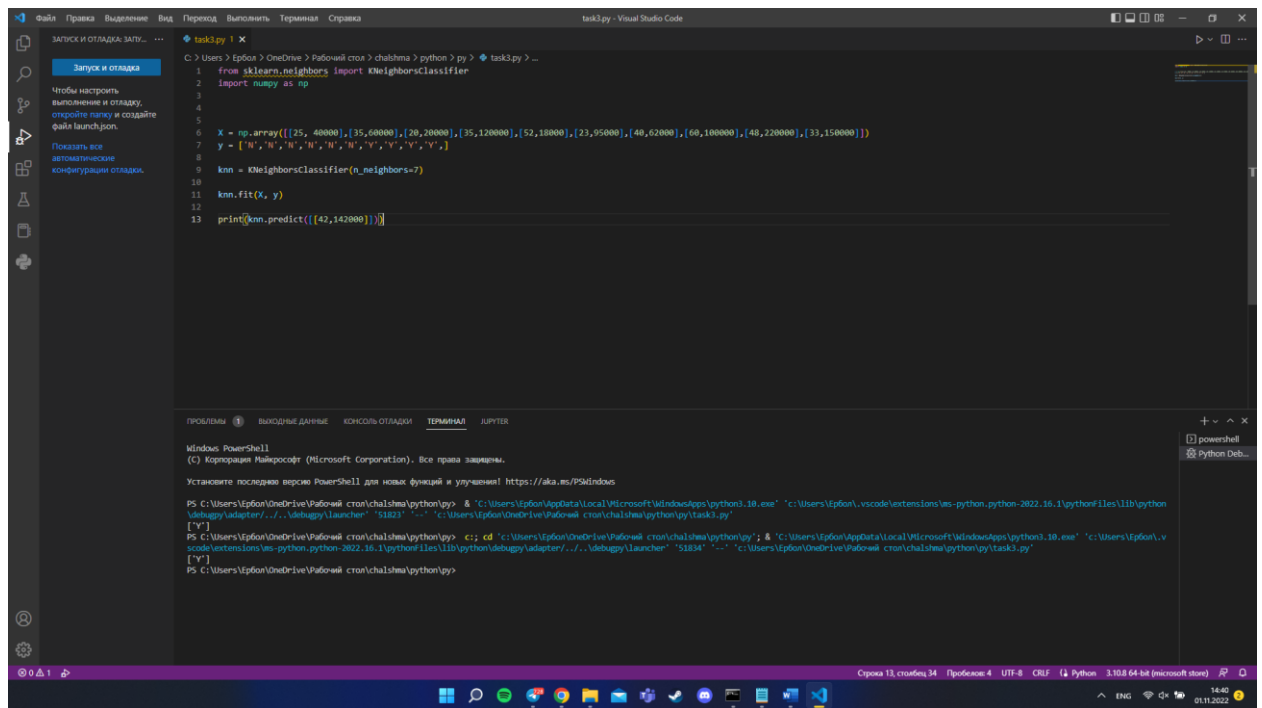 Файл Правка Выделение Вид Переход Выполнить Терминал Справка
task3.py - Visual Studio Code
ЗАПУСК И ОТЛАДКА: ЗАПУ... ...
Запуск и отладка
Чтобы настроить
выполнение и отладку,
откройте папку и создайте
файл launch.json.
Показать все
автоматические
конфигурации отладки.
task3.py 1 ×
C: > Users > Ербол > OneDrive > Рабочий стол > chalshma > python > py > task3.py > ...
1 from sklearn.neighbors import KNeighborsClassifier
2 import numpy as np
3
4
5
6 X = np.array([[25, 40000],[35,60000],[20,20000],[35,120000],[52,18000],[23,95000],[40,62000],[60,100000],[48,220000],[33,150000]])
7 y = ['N','N','N','N','N','N','Y','Y','Y','Y',]
8
9 knn = KNeighborsClassifier(n_neighbors=7)
10
11 knn.fit(X, y)
12
13 print(knn.predict([[42,142000]]))
ПРОБЛЕМЫ 1 ВЫХОДНЫЕ ДАННЫЕ КОНСОЛЬ ОТЛАДКИ ТЕРМИНАЛ JUPYTER
powershell
Python Deb...
Windows PowerShell
(C) Корпорация Майкрософт (Microsoft Corporation). Все права защищены.
Установите последнюю версию PowerShell для новых функций и улучшения! https://aka.ms/PSWindows
PS C:\Users\Ербол\OneDrive\Рабочий стол\chalshma\python\py> & 'C:\Users\Ербол\AppData\Local\Microsoft\WindowsApps\python3.10.exe' 'c:\Users\Ербол\.vscode\extensions\ms-python.python-2022.16.1\pythonFiles\lib\python
\debugpy\adapter/../..\debugpy\launcher' '51823' '--' 'c:\Users\Ербол\OneDrive\Рабочий стол\chalshma\python\py\task3.py'
['Y']
PS C:\Users\Ербол\OneDrive\Рабочий стол\chalshma\python\py> c:; cd 'c:\Users\Ербол\OneDrive\Рабочий стол\chalshma\python\py'; & 'C:\Users\Ербол\AppData\Local\Microsoft\WindowsApps\python3.10.exe' 'c:\Users\Ербол\.v
scode\extensions\ms-python.python-2022.16.1\pythonFiles\lib\python\debugpy\adapter/../..\debugpy\launcher' '51834' '--' 'c:\Users\Ербол\OneDrive\Рабочий стол\chalshma\python\py\task3.py'
['Y']
PS C:\Users\Ербол\OneDrive\Рабочий стол\chalshma\python\py>
0 1
Строка 13, столбец 34 Пробелов: 4 UTF-8 CRLF Python 3.10.8 64-bit (microsoft store)
ENG
14:40
01.11.2022
2